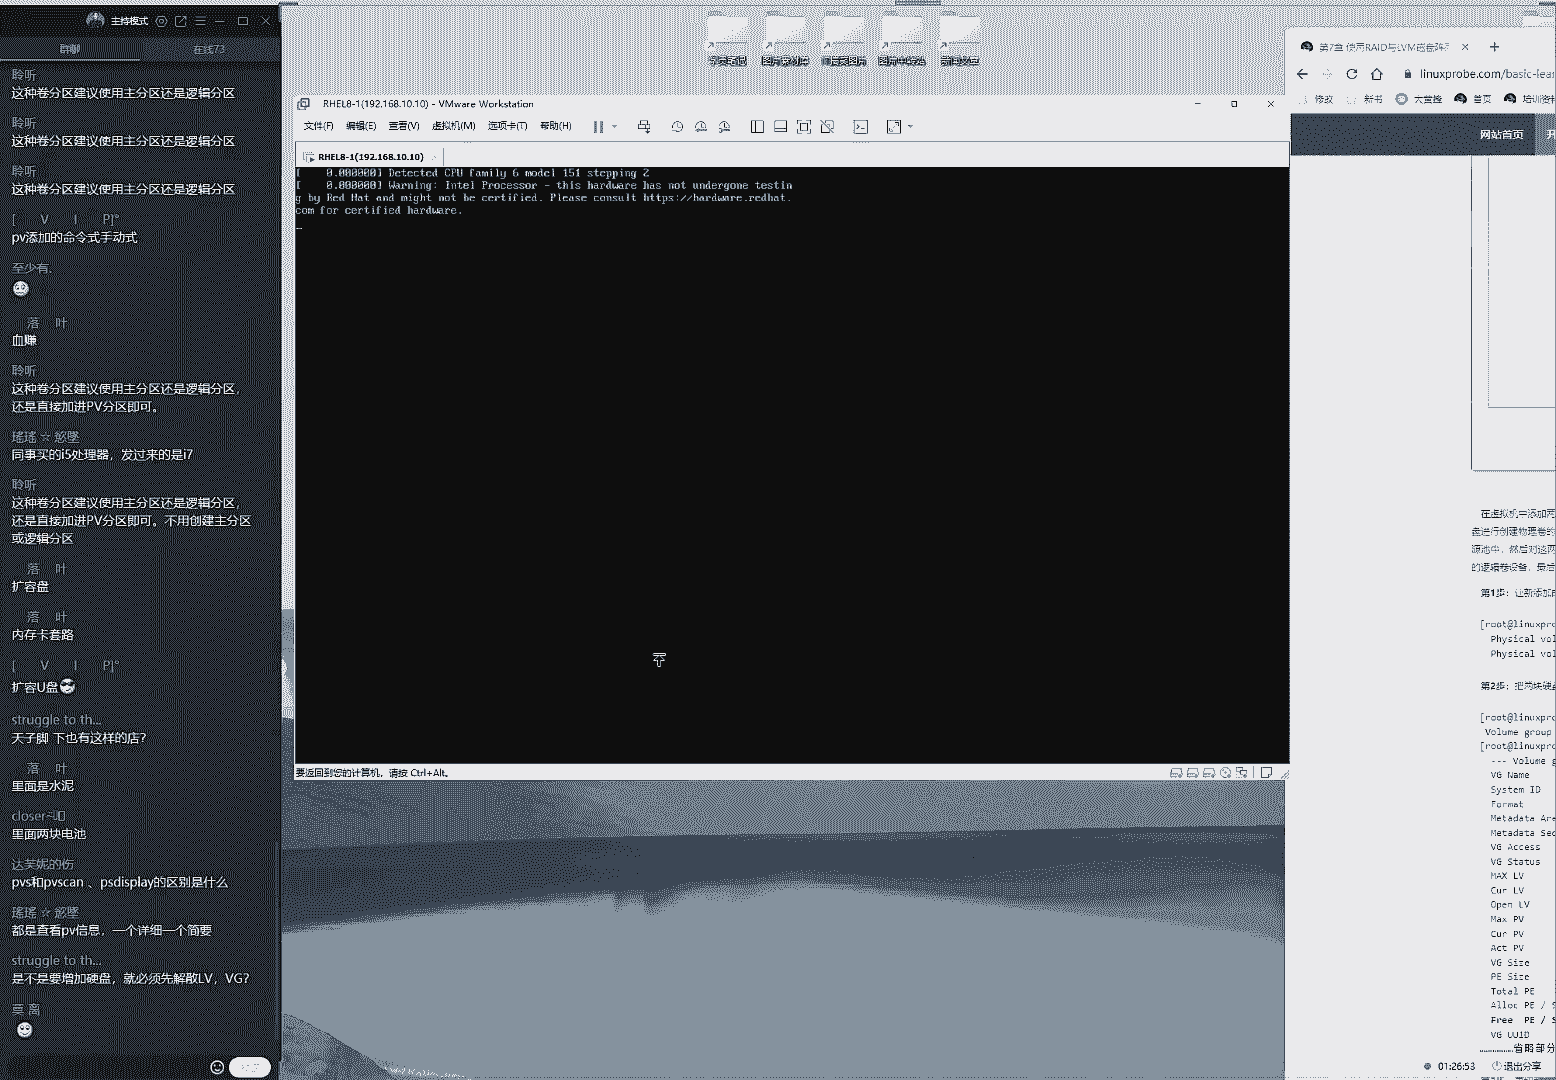 主持模式
群聊
在线73
聆听
这种卷分区建议使用主分区还是逻辑分区
聆听
这种卷分区建议使用主分区还是逻辑分区
聆听
这种卷分区建议使用主分区还是逻辑分区
[ V I P]°
pv添加的命令式手动式
至少有.
落 叶
血赚
聆听
这种卷分区建议使用主分区还是逻辑分区,
还是直接加进PV分区即可。
瑤瑤 ☆
同事买的i5处理器，发过来的是i7
聆听
这种卷分区建议使用主分区还是逻辑分区,
还是直接加进PV分区即可。不用创建主分区
或逻辑分区
落 叶
扩容盘
落 叶
内存卡套路
[ V I P]°
扩容U盘
struggle to th...
天子脚 下也有这样的店？
落 叶
里面是水泥
closer~
里面两块电池
达芙妮的伤
pvs和pvscan 、psdisplay的区别是什么
瑤瑤 ☆
都是查看pv信息，一个详细一个简要
struggle to th...
是不是要增加硬盘，就必须先解散LV，VG？
莫 离
RHEL8-1(192.168.10.10) - VMware Workstation
文件(F) 编辑(E) 查看(V) 虚拟机(M) 选项卡(T) 帮助(H)
RHEL8-1(192.168.10.10)
[ 0.000000] Detected CPU family 6 model 151 stepping 2
[ 0.000000] Warning: Intel Processor - this hardware has not undergone testin
g by Red Hat and might not be certified. Please consult https://hardware.redhat.
com for certified hardware.
要返回到您的计算机，请按 Ctrl+Alt。
第7章 使用RAID与LVM磁盘阵
linuxprobe.com/basic-lear
修改 新书 大党检 首页 培训资料
网站首页
在虚拟机中添加两
盘进行创建物理卷的
源池中，然后对这两
的逻辑卷设备，最后
第1步：让新添加
[root@linuxpro
Physical vol
Physical vol
第2步：把两块硬盘
[root@linuxpro
Volume group
[root@linuxpro
--- Volume g
VG Name
System ID
Format
Metadata Are
Metadata Seq
VG Access
VG Status
MAX LV
Cur LV
Open LV
Max PV
Cur PV
Act PV
VG Size
PE Size
Total PE
Alloc PE / S
Free PE / S
VG UUID
省略部分
01:26:53 退出分享